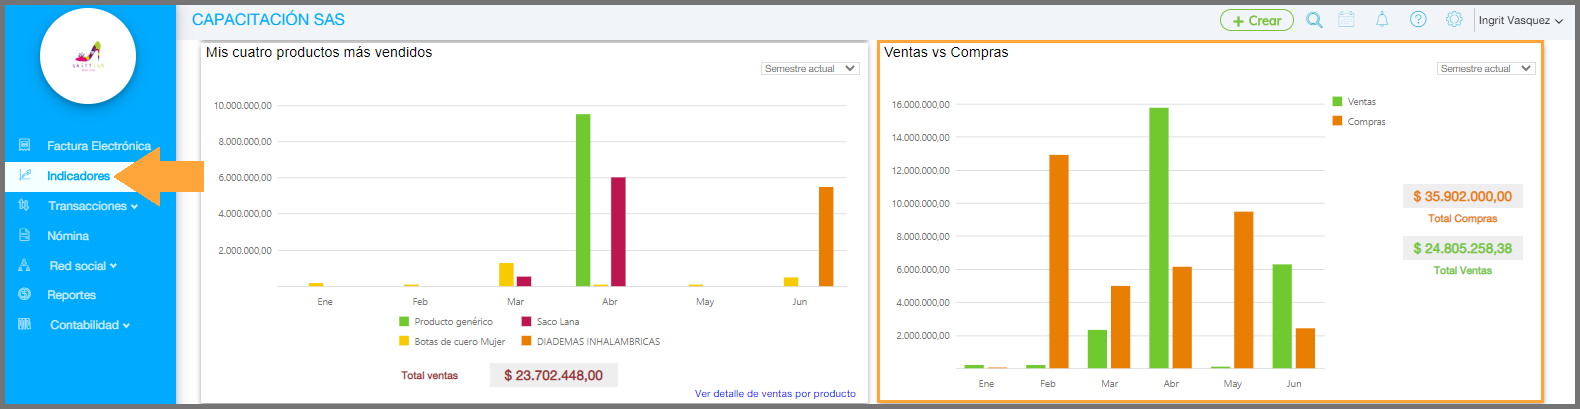 CAPACITACIÓN SAS
+ Crear
Ingrit Vasquez
Factura Electrónica
Indicadores
Transacciones
Nómina
Red social
Reportes
Contabilidad
Mis cuatro productos más vendidos
Semestre actual
10.000.000,00
8.000.000,00
6.000.000,00
4.000.000,00
2.000.000,00
Ene Feb Mar Abr May Jun
Producto genérico Saco Lana
Botas de cuero Mujer DIADEMAS INHALAMBRICAS
Total ventas $ 23.702.448,00
Ver detalle de ventas por producto
Ventas vs Compras
Semestre actual
16.000.000,00
14.000.000,00
12.000.000,00
10.000.000,00
8.000.000,00
6.000.000,00
4.000.000,00
2.000.000,00
Ene Feb Mar Abr May Jun
Ventas
Compras
$ 35.902.000,00
Total Compras
$ 24.805.258,38
Total Ventas